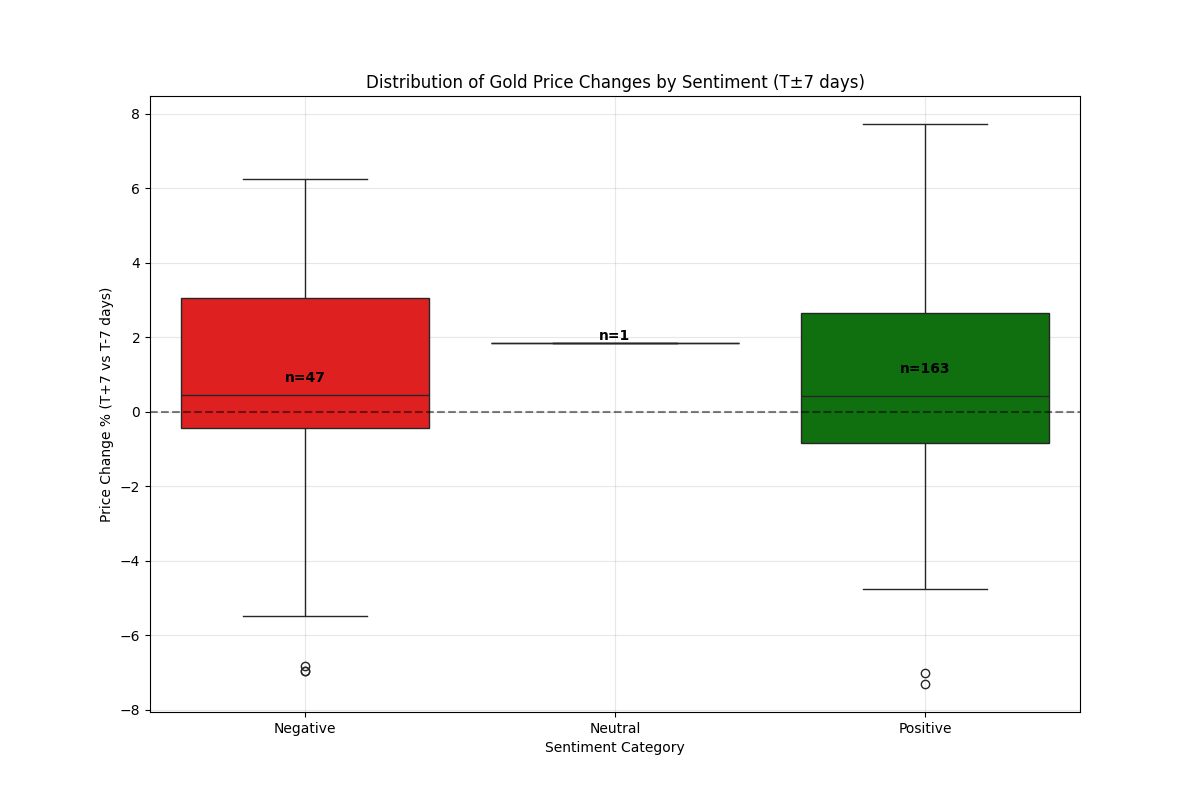 Distribution of Gold Price Changes by Sentiment (T±7 days)
Price Change % (T+7 vs T-7 days)
8
6
4
2
0
−2
−4
−6
−8
n=47
n=1
n=163
Negative
Neutral
Positive
Sentiment Category